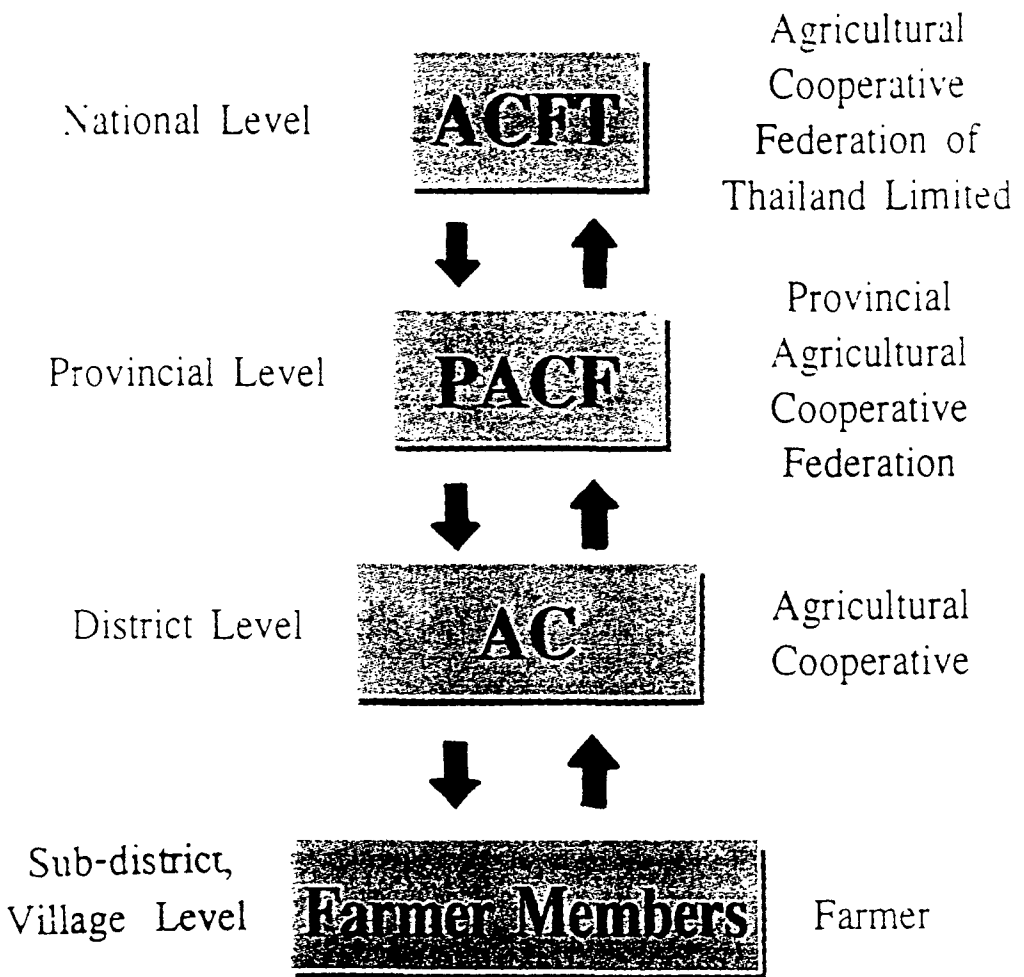 National Level
ACFT
Agricultural
Cooperative
Federation of
Thailand Limited
Provincial Level
PACF
Provincial
Agricultural
Cooperative
Federation
District Level
AC
Agricultural
Cooperative
Sub-district,
Village Level
Farmer Members
Farmer